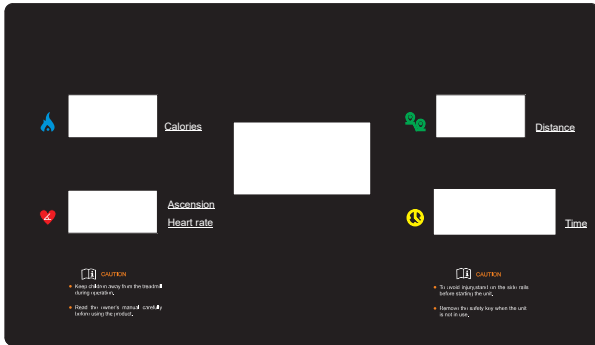 Calories
Distance
Ascension
Heart rate
Time
CAUTION
Keep children away from the treadmill
during operation.
Read the owner's manual carefully
before using the product.
CAUTION
To avoid injury,stand on the side rails
before starting the unit.
Remove the safety key when the unit
is not in use.